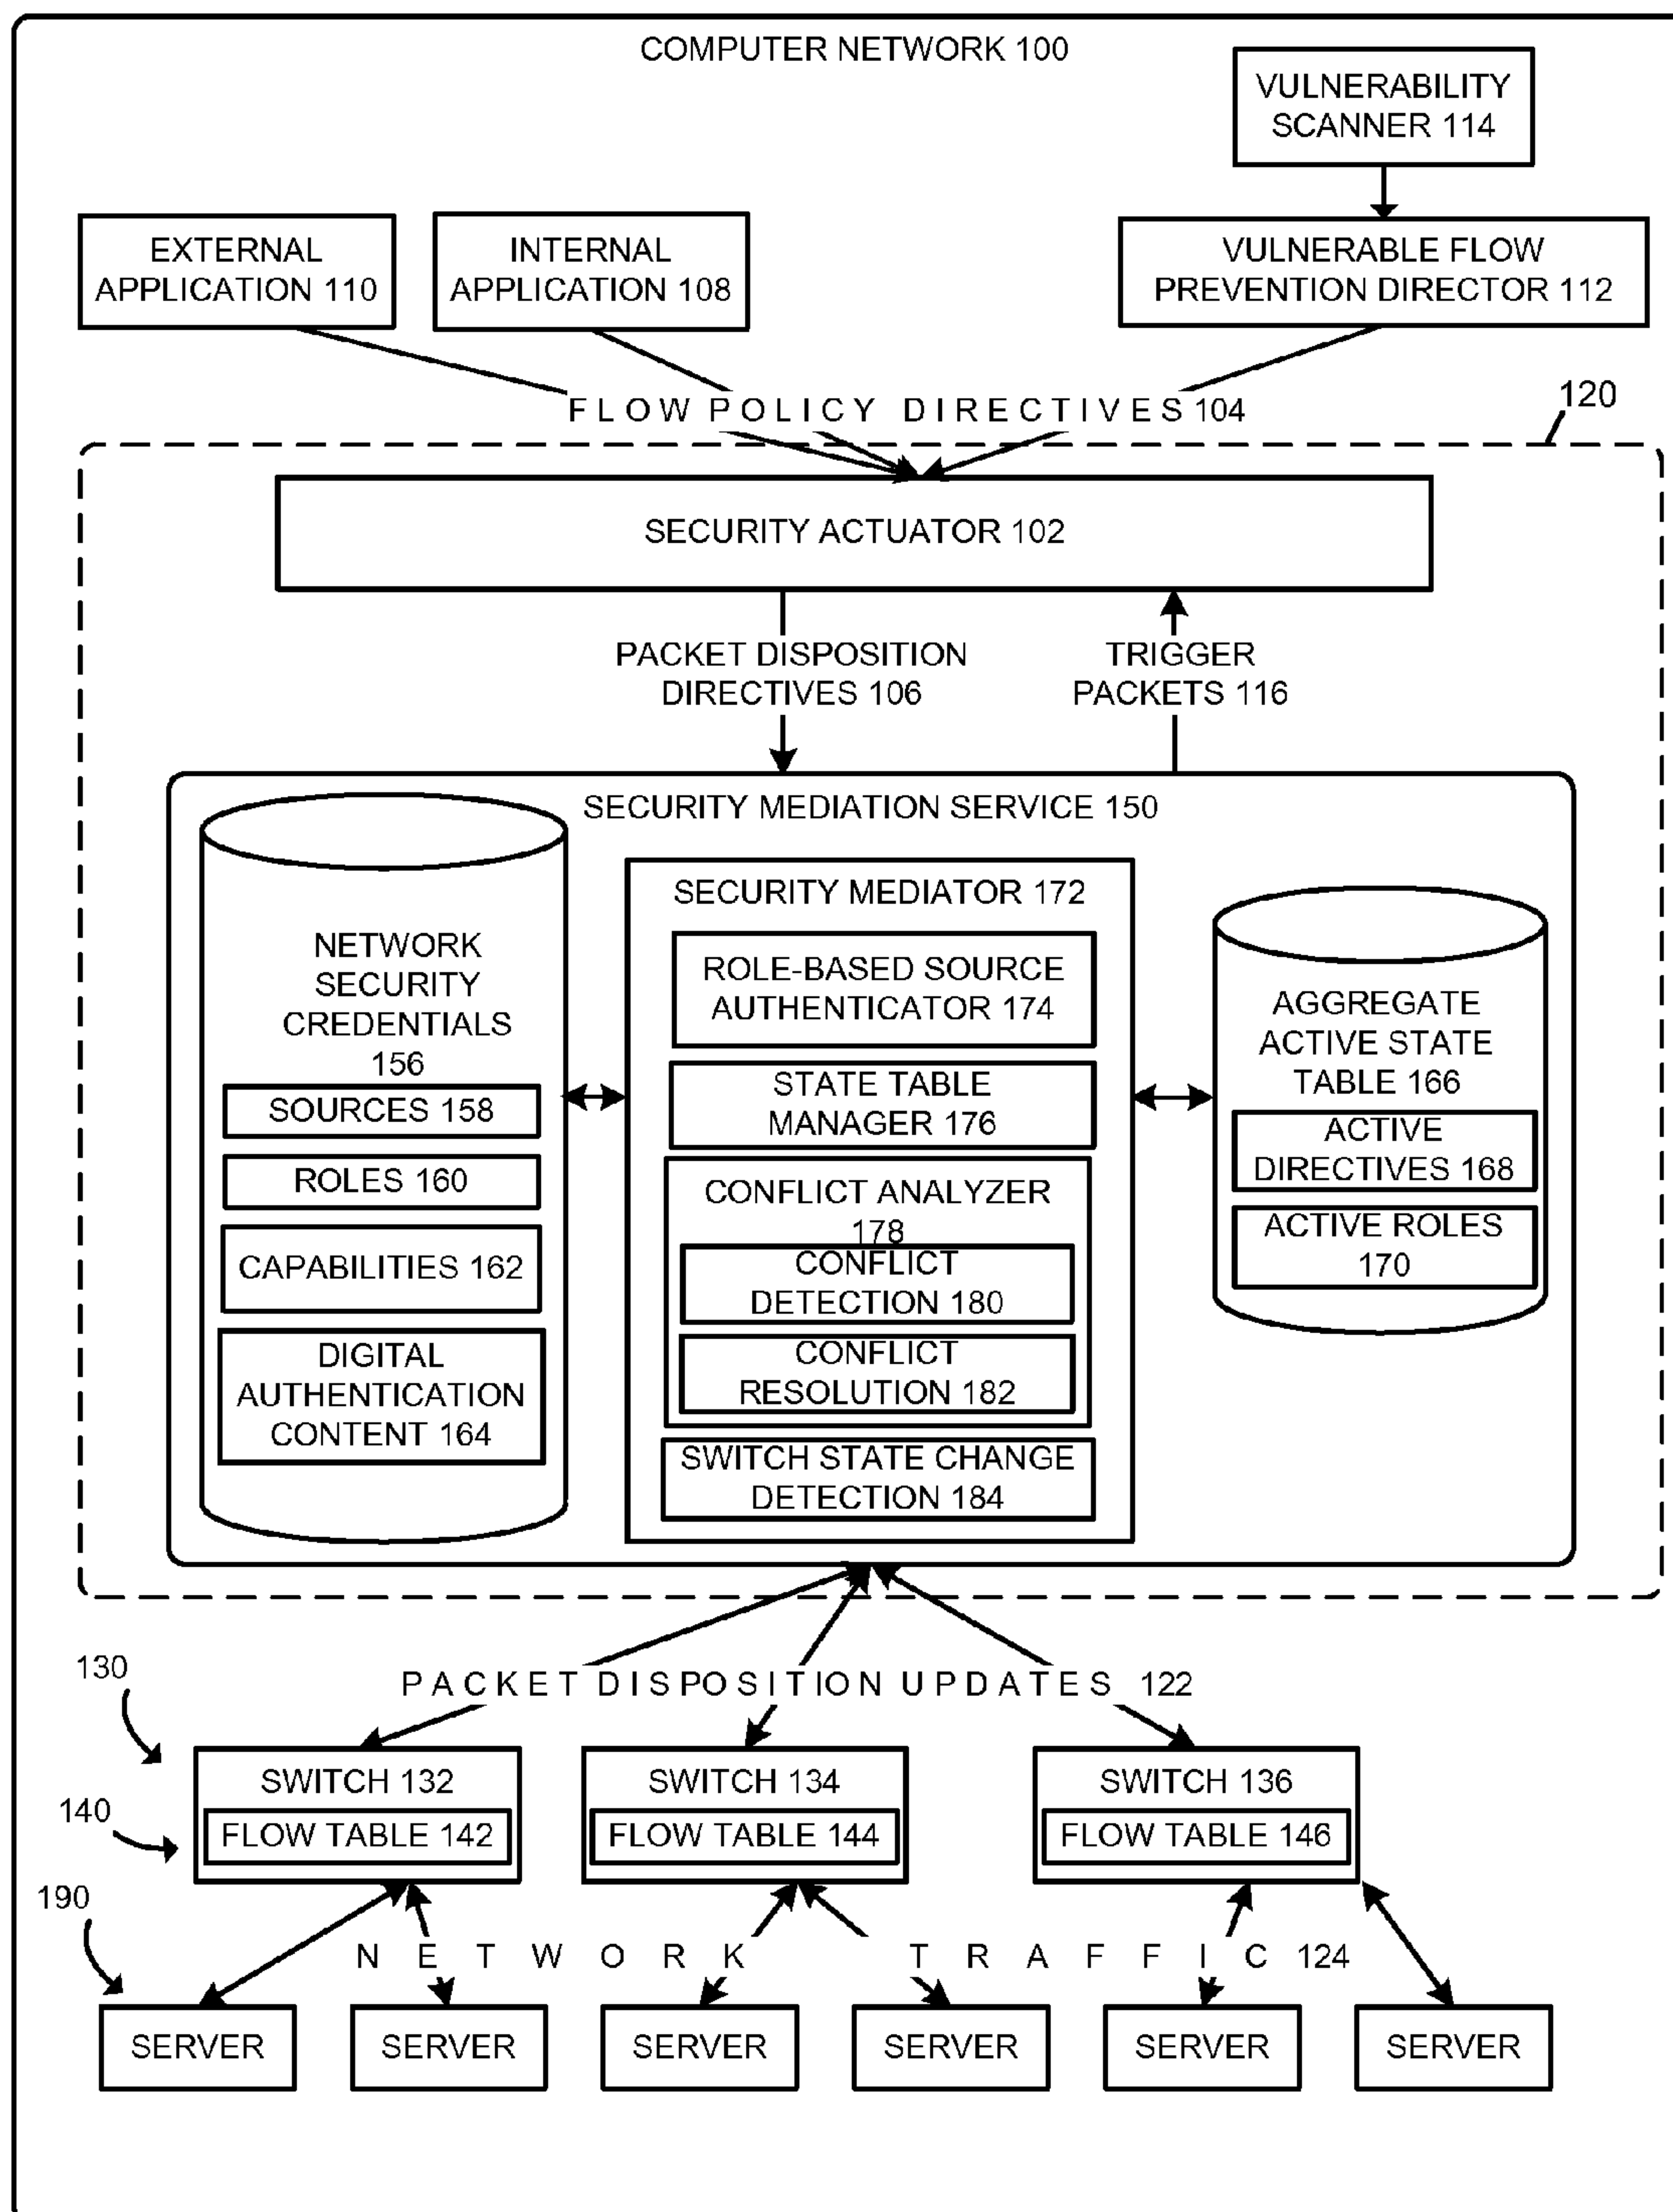 COMPUTER NETWORK 100
VULNERABILITY
SCANNER 114
EXTERNAL
APPLICATION 110
INTERNAL
APPLICATION 108
VULNERABLE FLOW
PREVENTION DIRECTOR 112
FLOW POLICY DIRECTIVES 104
120
SECURITY ACTUATOR 102
PACKET DISPOSITION
DIRECTIVES 106
TRIGGER
PACKETS 116
SECURITY MEDIATION SERVICE 150
NETWORK
SECURITY
CREDENTIALS
156
SOURCES 158
ROLES 160
CAPABILITIES 162
DIGITAL
AUTHENTICATION
CONTENT 164
SECURITY MEDIATOR 172
ROLE-BASED SOURCE
AUTHENTICATOR 174
STATE TABLE
MANAGER 176
CONFLICT ANALYZER
178
CONFLICT
DETECTION 180
CONFLICT
RESOLUTION 182
SWITCH STATE CHANGE
DETECTION 184
AGGREGATE
ACTIVE STATE
TABLE 166
ACTIVE
DIRECTIVES 168
ACTIVE ROLES
170
PACKET DISPOSITION UPDATES 122
130
SWITCH 132
FLOW TABLE 142
SWITCH 134
FLOW TABLE 144
SWITCH 136
FLOW TABLE 146
140
190
NETWORK TRAFFIC 124
SERVER
SERVER
SERVER
SERVER
SERVER
SERVER